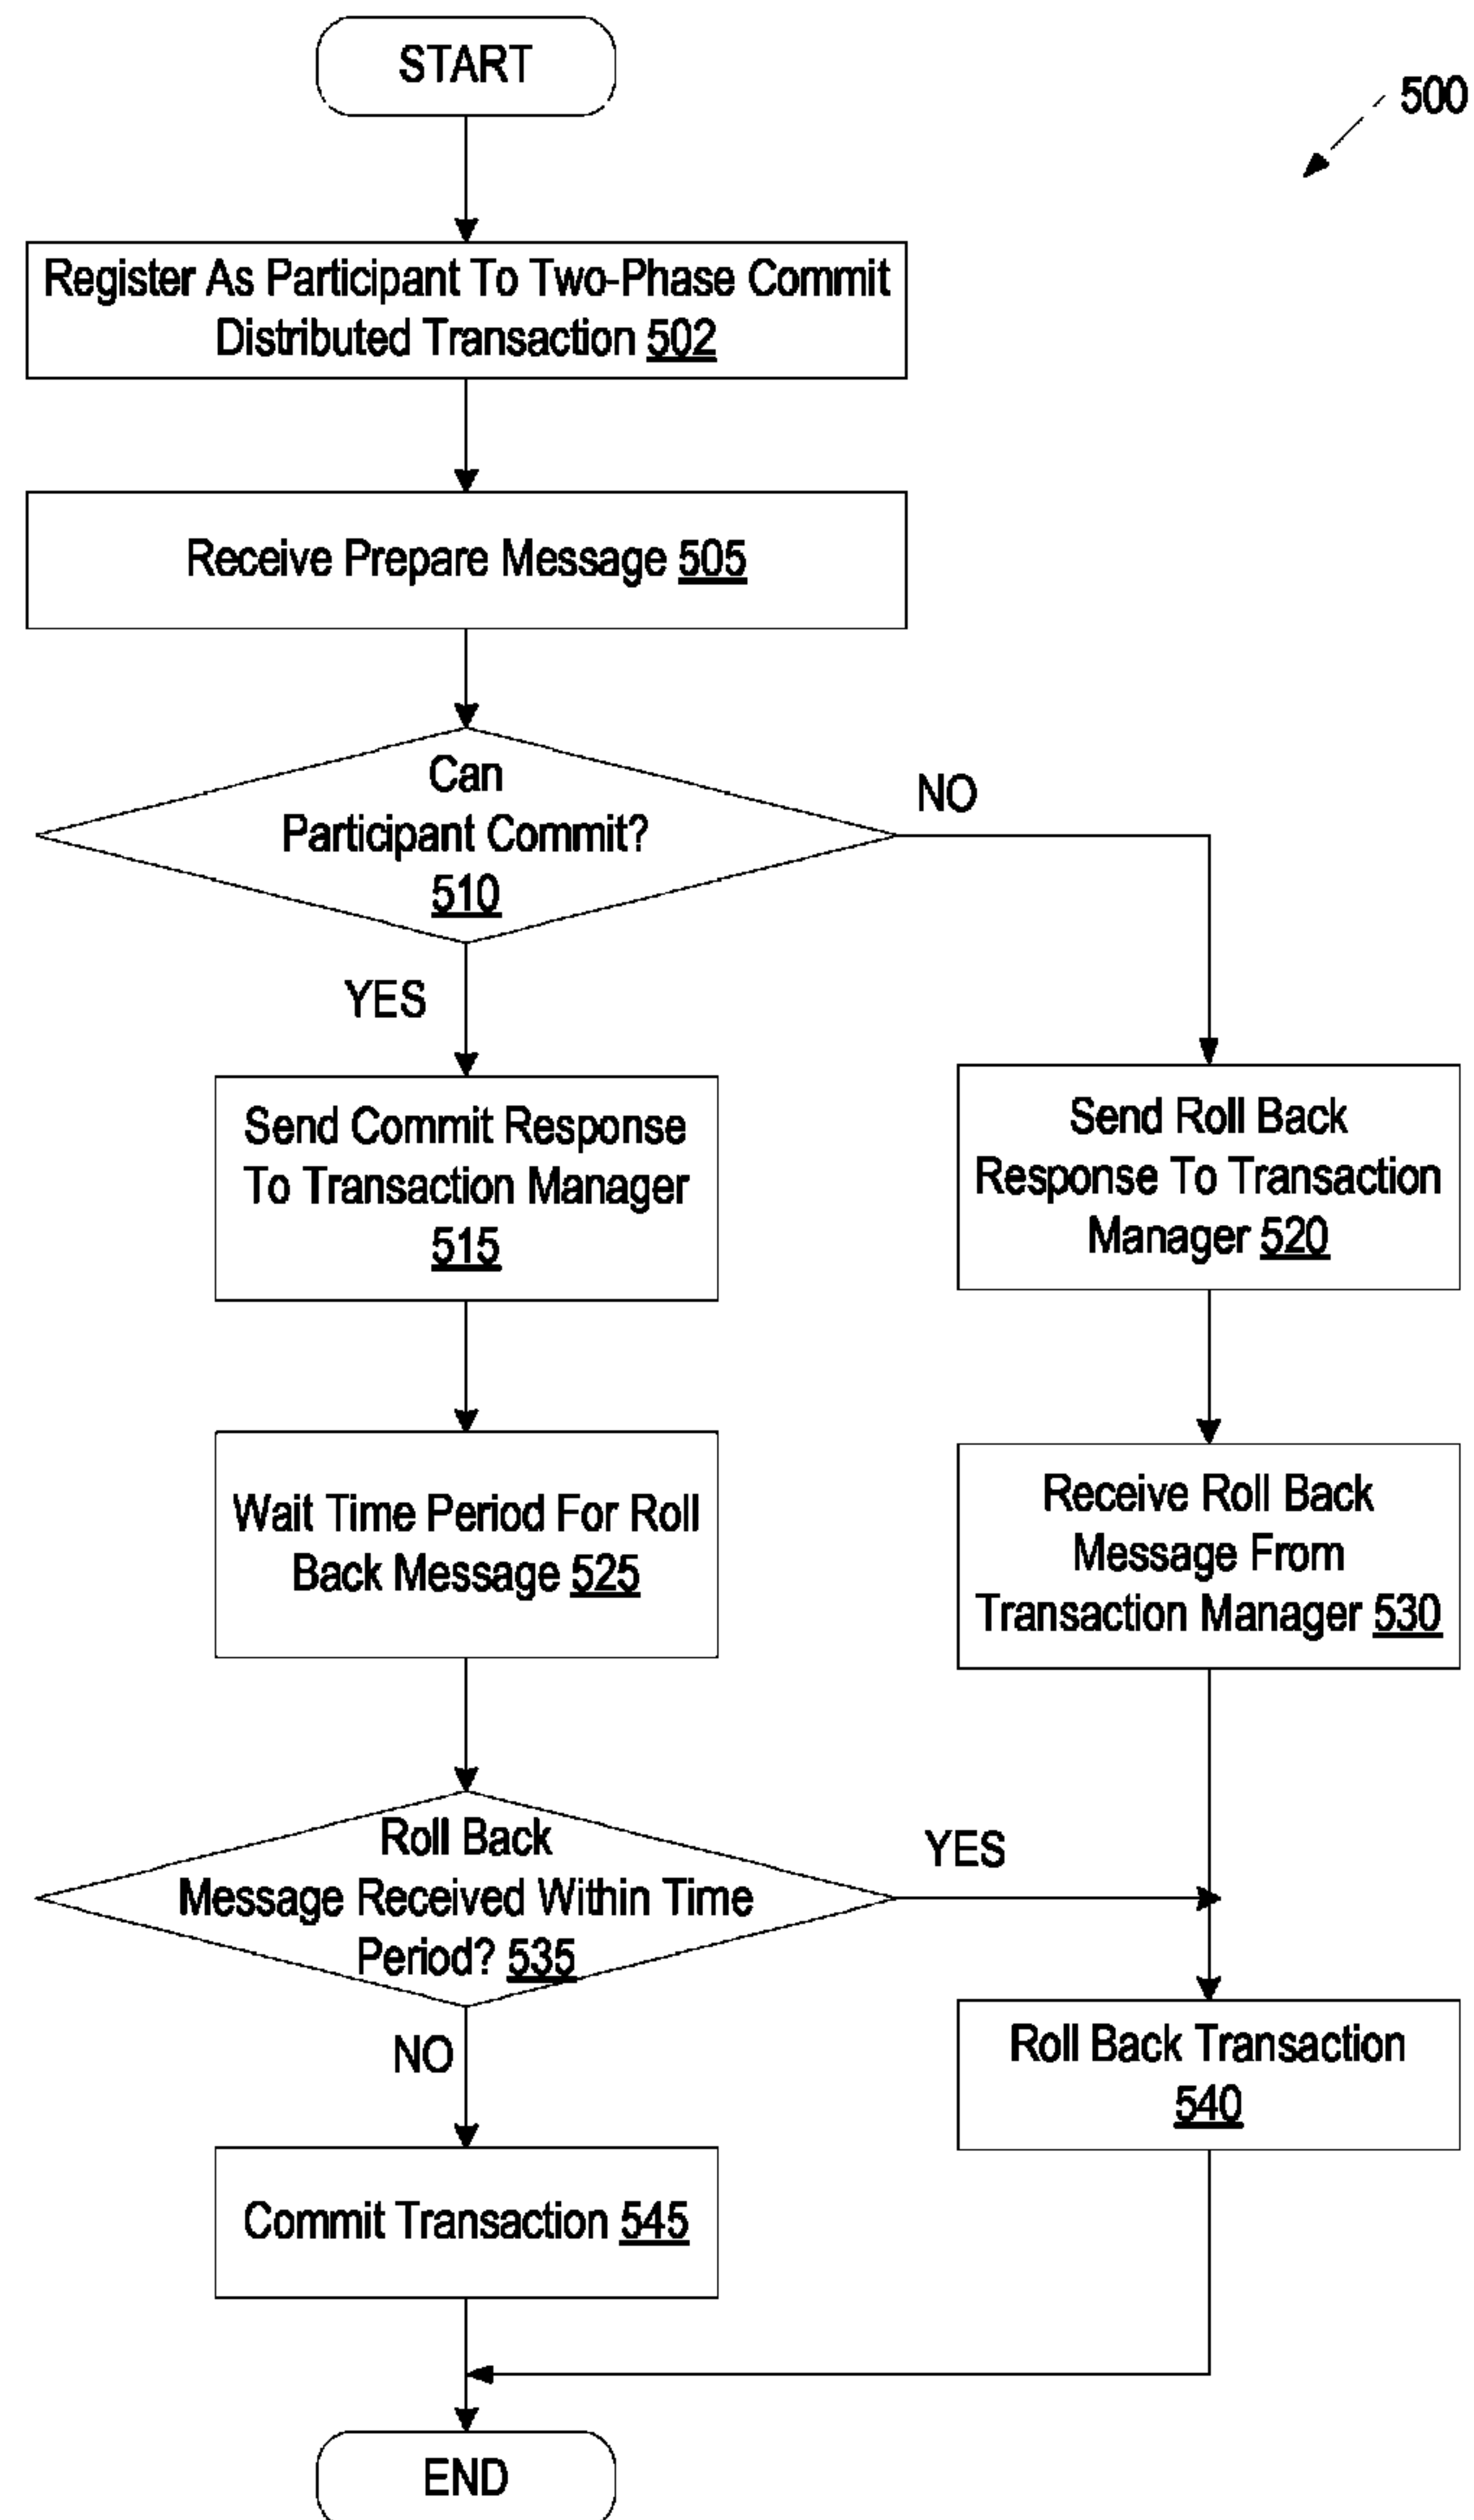 START
500
Register As Participant To Two-Phase Commit
Distributed Transaction 502
Receive Prepare Message 505
Can
Participant Commit?
510
NO
YES
Send Commit Response
To Transaction Manager
515
Send Roll Back
Response To Transaction
Manager 520
Wait Time Period For Roll
Back Message 525
Receive Roll Back
Message From
Transaction Manager 530
Roll Back
Message Received Within Time
Period? 535
YES
NO
Roll Back Transaction
540
Commit Transaction 545
END